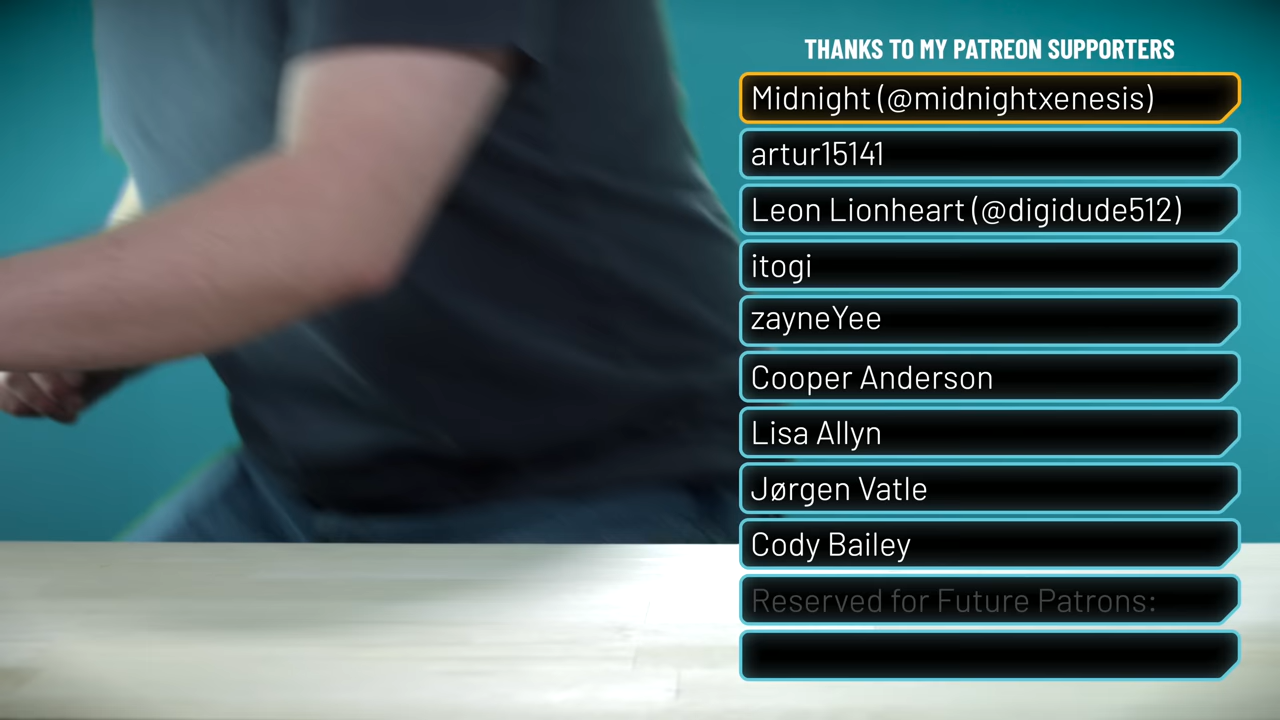 THANKS TO MY PATREON SUPPORTERS
Midnight (@midnightxenesis)
artur15141
Leon Lionheart (@digidude512)
itogi
zayneYee
Cooper Anderson
Lisa Allyn
Jørgen Vatle
Cody Bailey
Reserved for Future Patrons: